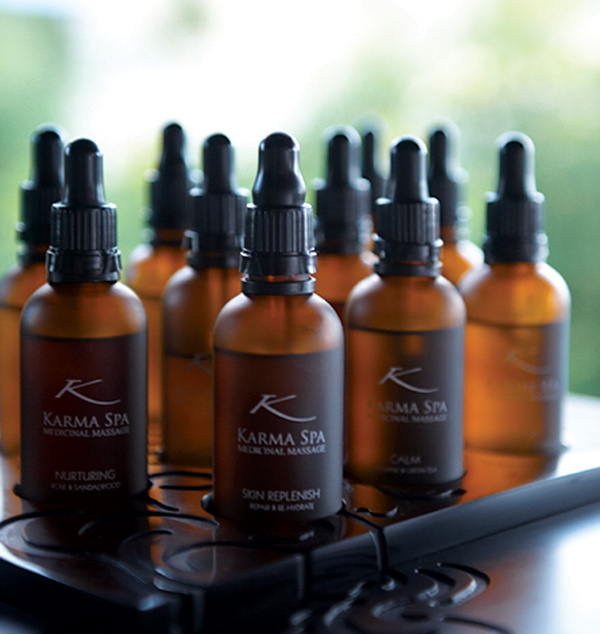 KARMA SPA
MEDICINAL MASSAGE
NURTURING
ROSE & SANDALWOOD
KARMA SPA
MEDICINAL MASSAGE
SKIN REPLENISH
REPAIR & RE-HYDRATE
KARMA SPA
MEDICINAL MASSAGE
CALM